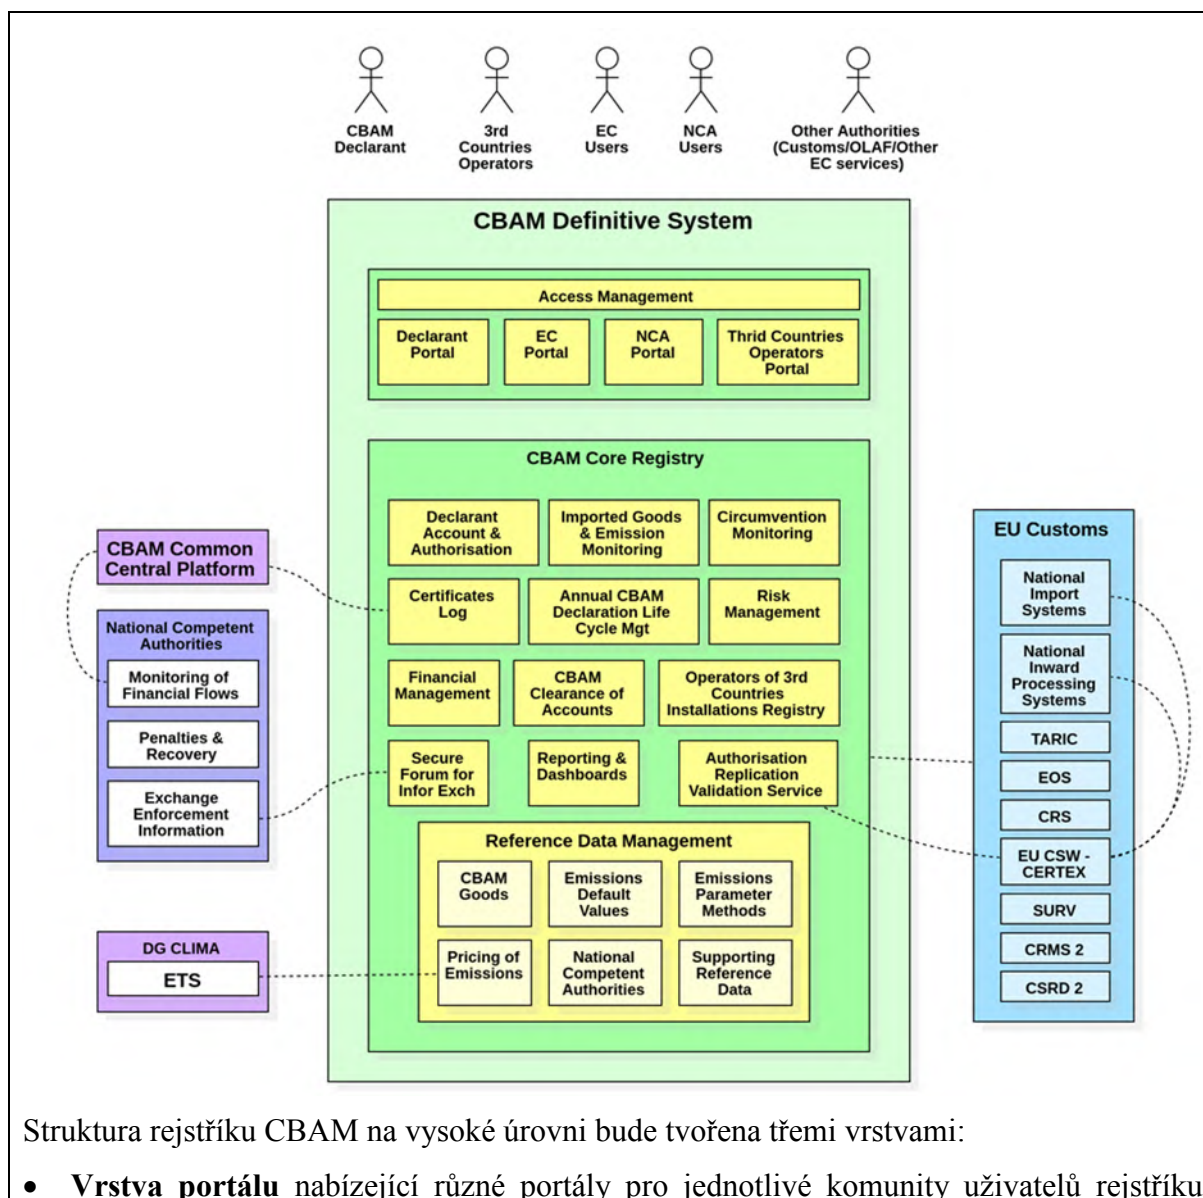 CBAM
Declarant
3rd
Countries
Operators
EC
Users
NCA
Users
Other Authorities
(Customs/OLAF/Other
EC services)
CBAM Definitive System
Access Management
Declarant
Portal
EC
Portal
NCA
Portal
Thrid Countries
Operators
Portal
CBAM Core Registry
Declarant
Account &
Authorisation
Imported Goods
& Emission
Monitoring
Circumvention
Monitoring
Certificates
Log
Annual CBAM
Declaration Life
Cycle Mgt
Risk
Management
Financial
Management
CBAM
Clearance of
Accounts
Operators of 3rd
Countries
Installations Registry
Secure
Forum for
Infor Exch
Reporting &
Dashboards
Authorisation
Replication
Validation Service
Reference Data Management
CBAM
Goods
Emissions
Default
Values
Emissions
Parameter
Methods
Pricing of
Emissions
National
Competent
Authorities
Supporting
Reference
Data
CBAM Common
Central Platform
National Competent
Authorities
Monitoring of
Financial Flows
Penalties &
Recovery
Exchange
Enforcement
Information
DG CLIMA
ETS
EU Customs
National
Import
Systems
National
Inward
Processing
Systems
TARIC
EOS
CRS
EU CSW -
CERTEX
SURV
CRMS 2
CSRD 2
Struktura rejstříku CBAM na vysoké úrovni bude tvořena třemi vrstvami:
• Vrstva portálu nabízející různé portály pro jednotlivé komunity uživatelů rejstříku